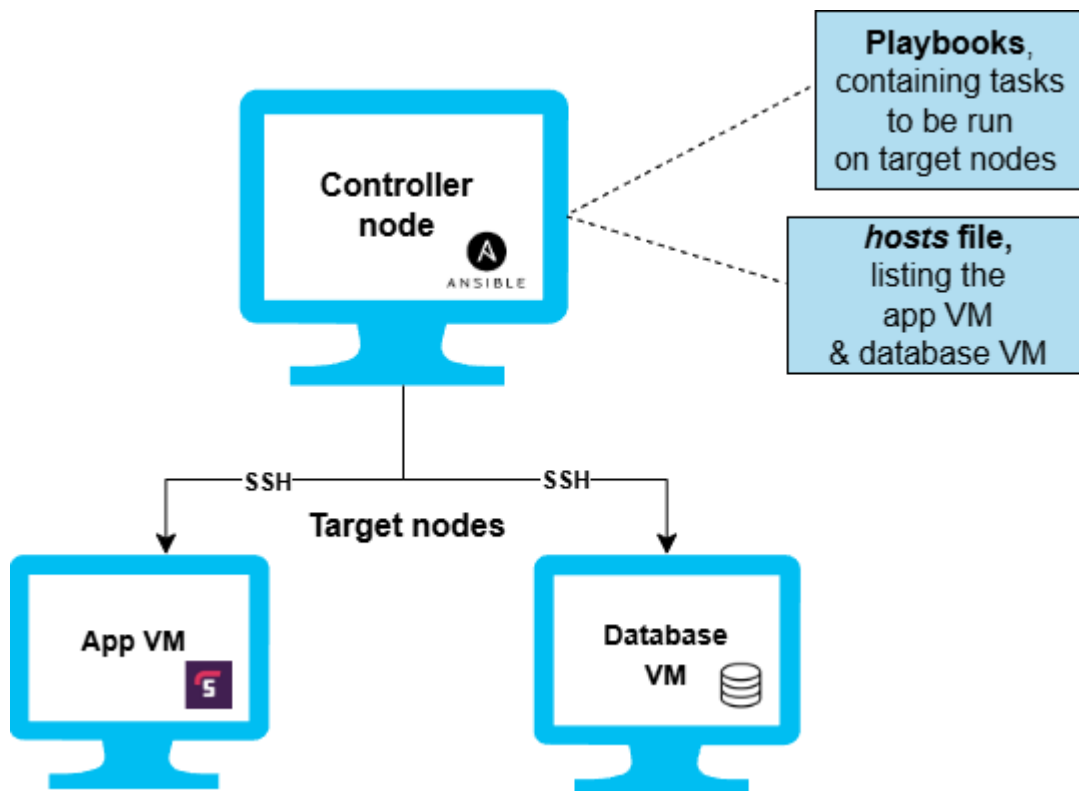 Playbooks,
containing tasks
to be run
on target nodes
Controller
node
ANSIBLE
hosts file,
listing the
app VM
& database VM
SSH
SSH
Target nodes
App VM
S
Database
VM